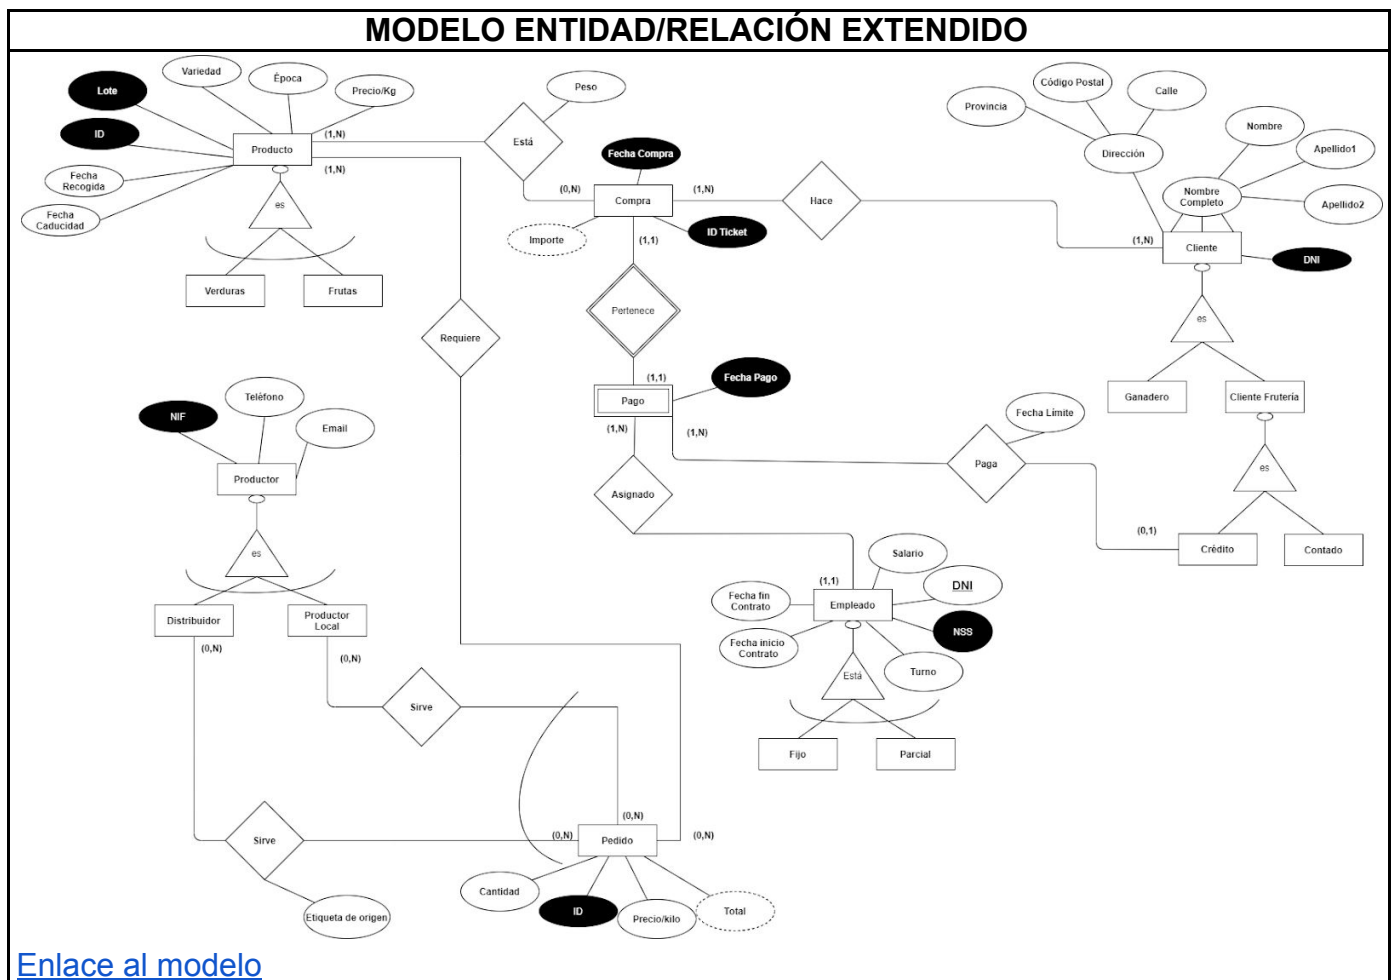 MODELO ENTIDAD/RELACIÓN EXTENDIDO
Lote
Variedad
Época
Precio/Kg
ID
Fecha
Recogida
Fecha
Caducidad
Producto
(1,N)
(1,N)
es
Verduras
Frutas
Está
Peso
Fecha Compra
(0,N)
Compra
(1,N)
Importe
ID Ticket
(1,1)
Hace
Provincia
Código Postal
Calle
Dirección
Nombre
Apellido1
Apellido2
Nombre
Completo
(1,N)
Cliente
DNI
es
Ganadero
Cliente Frutería
es
Crédito
Contado
Requiere
Pertenece
(1,1)
Pago
Fecha Pago
(1,N)
(1,N)
Asignado
Paga
Fecha Límite
(0,1)
NIF
Teléfono
Email
Productor
es
Distribuidor
Productor
Local
(0,N)
(0,N)
Sirve
Sirve
Etiqueta de origen
(1,1)
Empleado
Salario
DNI
NSS
Turno
Fecha fin
Contrato
Fecha inicio
Contrato
Está
Fijo
Parcial
(0,N)
(0,N)
Pedido
(0,N)
Cantidad
ID
Precio/kilo
Total
Enlace al modelo